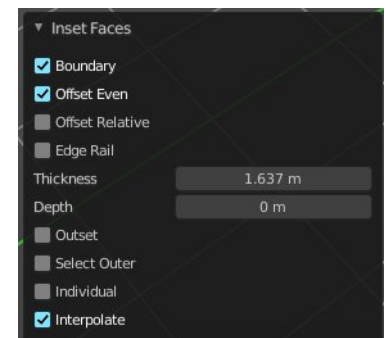 Inset Faces
Boundary
Offset Even
Offset Relative
Edge Rail
Thickness 1.637 m
Depth 0 m
Outset
Select Outer
Individual
Interpolate